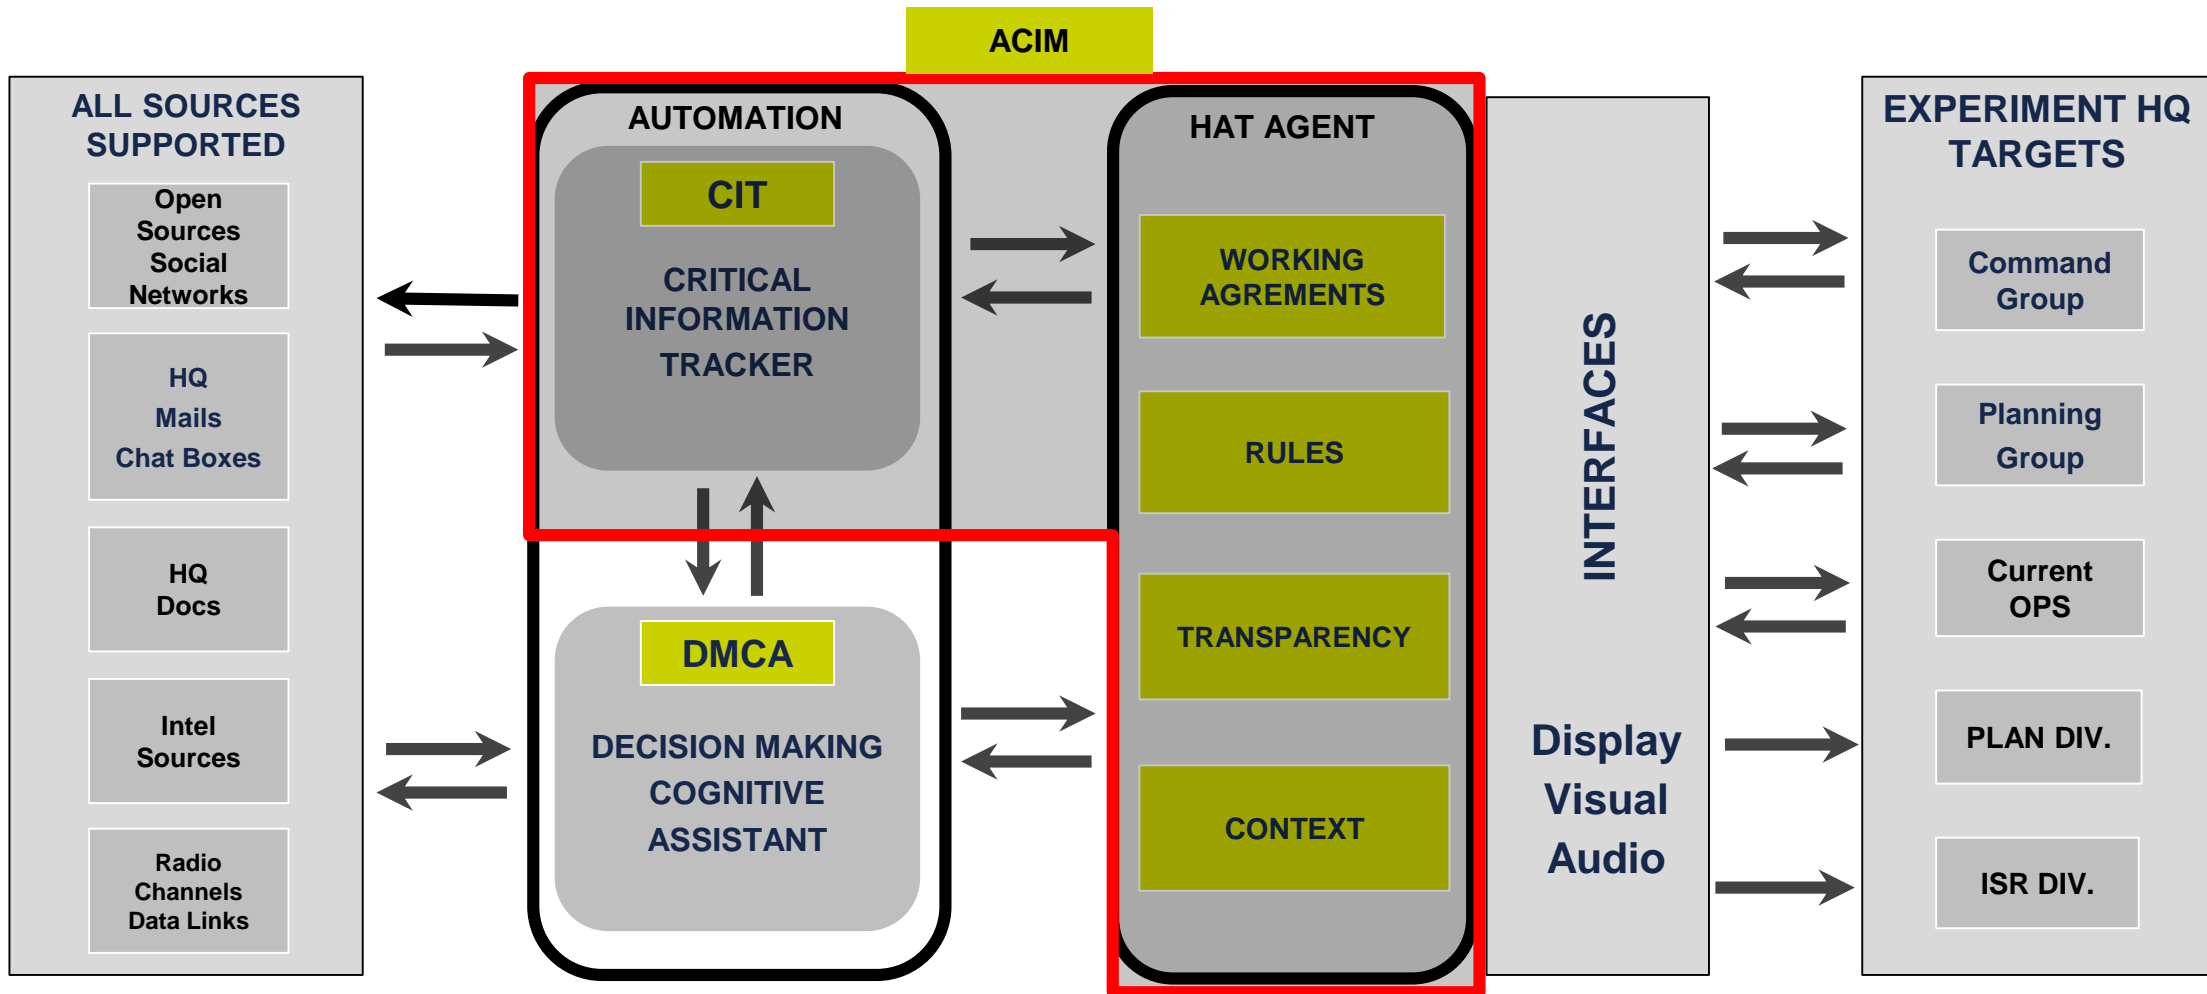 ACIM
ALL SOURCES
SUPPORTED
Open
Sources
Social
Networks
HQ
Mails
Chat Boxes
HQ
Docs
Intel
Sources
Radio
Channels
Data Links
AUTOMATION
CIT
CRITICAL
INFORMATION
TRACKER
DMCA
DECISION MAKING
COGNITIVE
ASSISTANT
HAT AGENT
WORKING
AGREMENTS
RULES
TRANSPARENCY
CONTEXT
INTERFACES
Display
Visual
Audio
EXPERIMENT HQ
TARGETS
Command
Group
Planning
Group
Current
OPS
PLAN DIV.
ISR DIV.